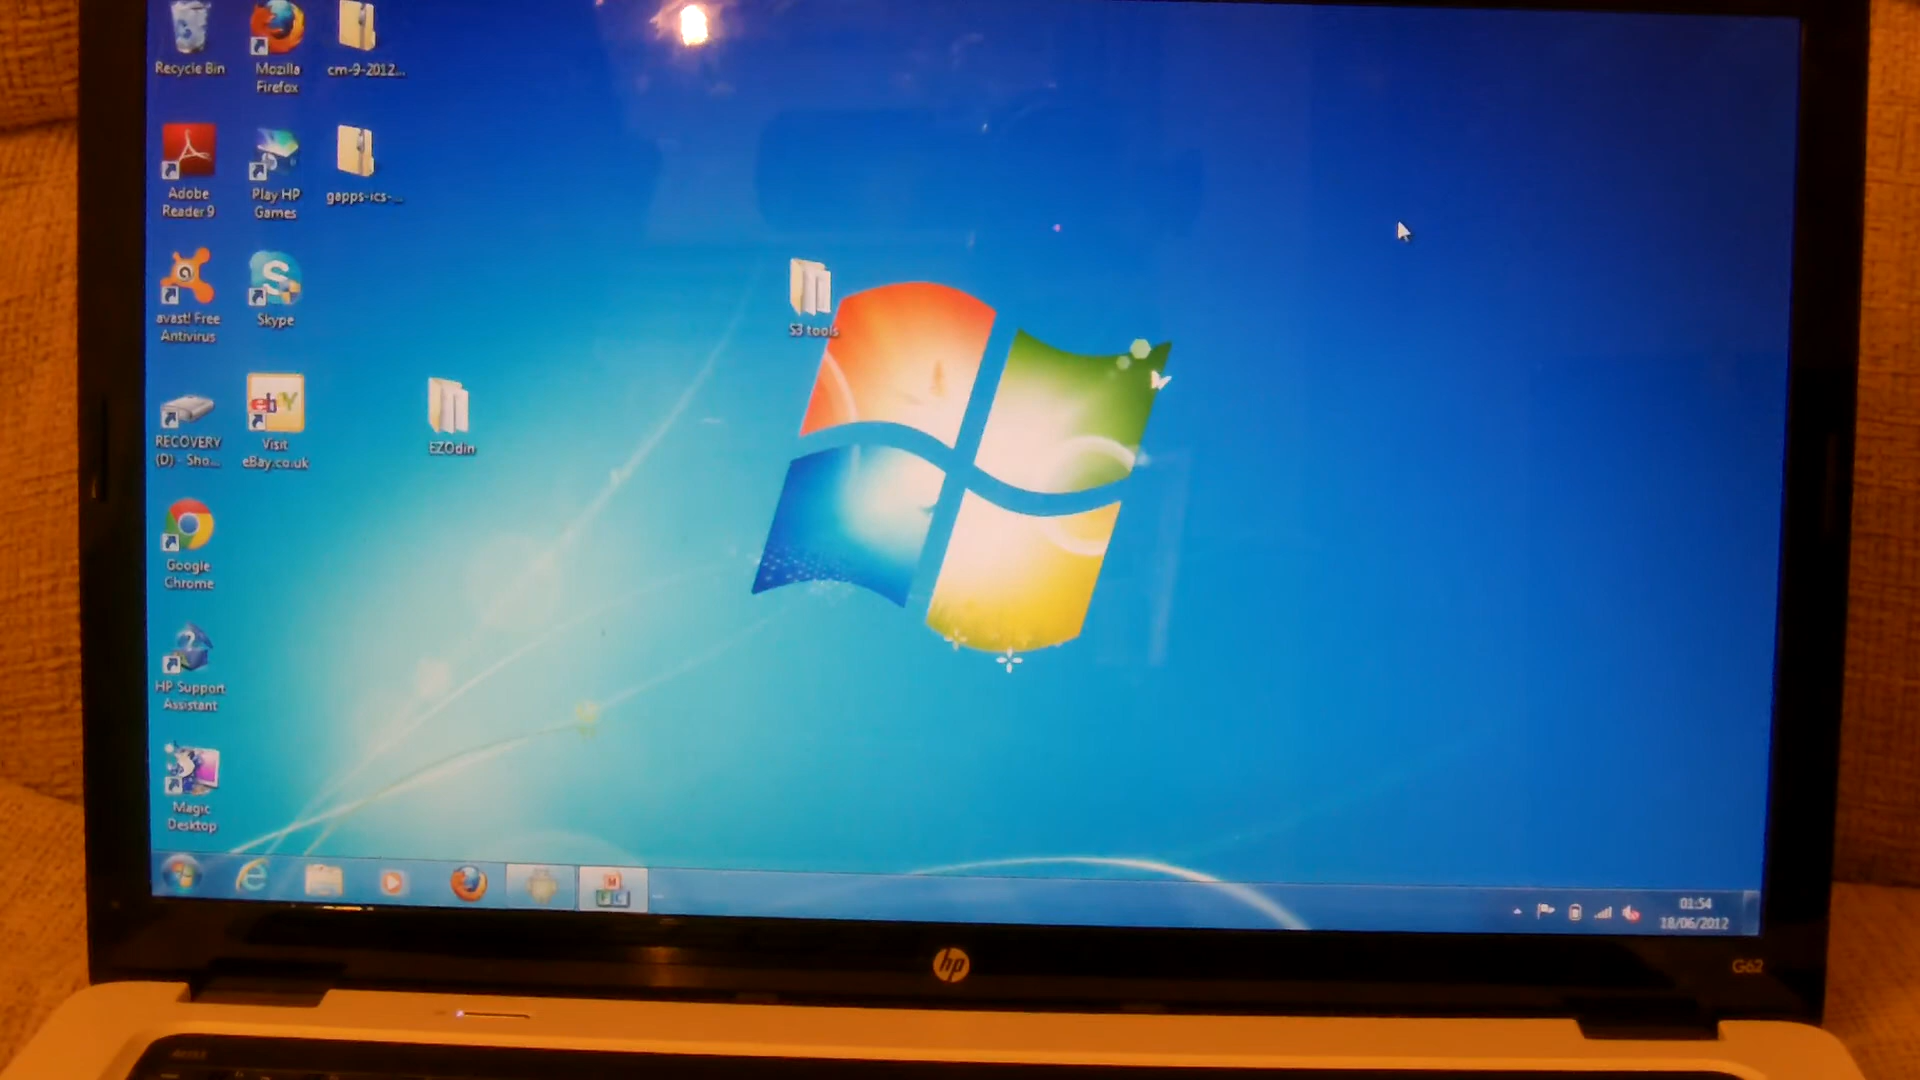 Recycle Bin
Mozilla
Firefox
cm-9-2012...
Adobe
Reader 9
Play HP
Games
gapps-ics-...
avast! Free
Antivirus
Skype
S3 tools
RECOVERY
(D) - Sho...
ebY
Visit
eBay.co.uk
EZOdin
Google
Chrome
HP Support
Assistant
Magic
Desktop
M
01:54
18/06/2012
hp
G62